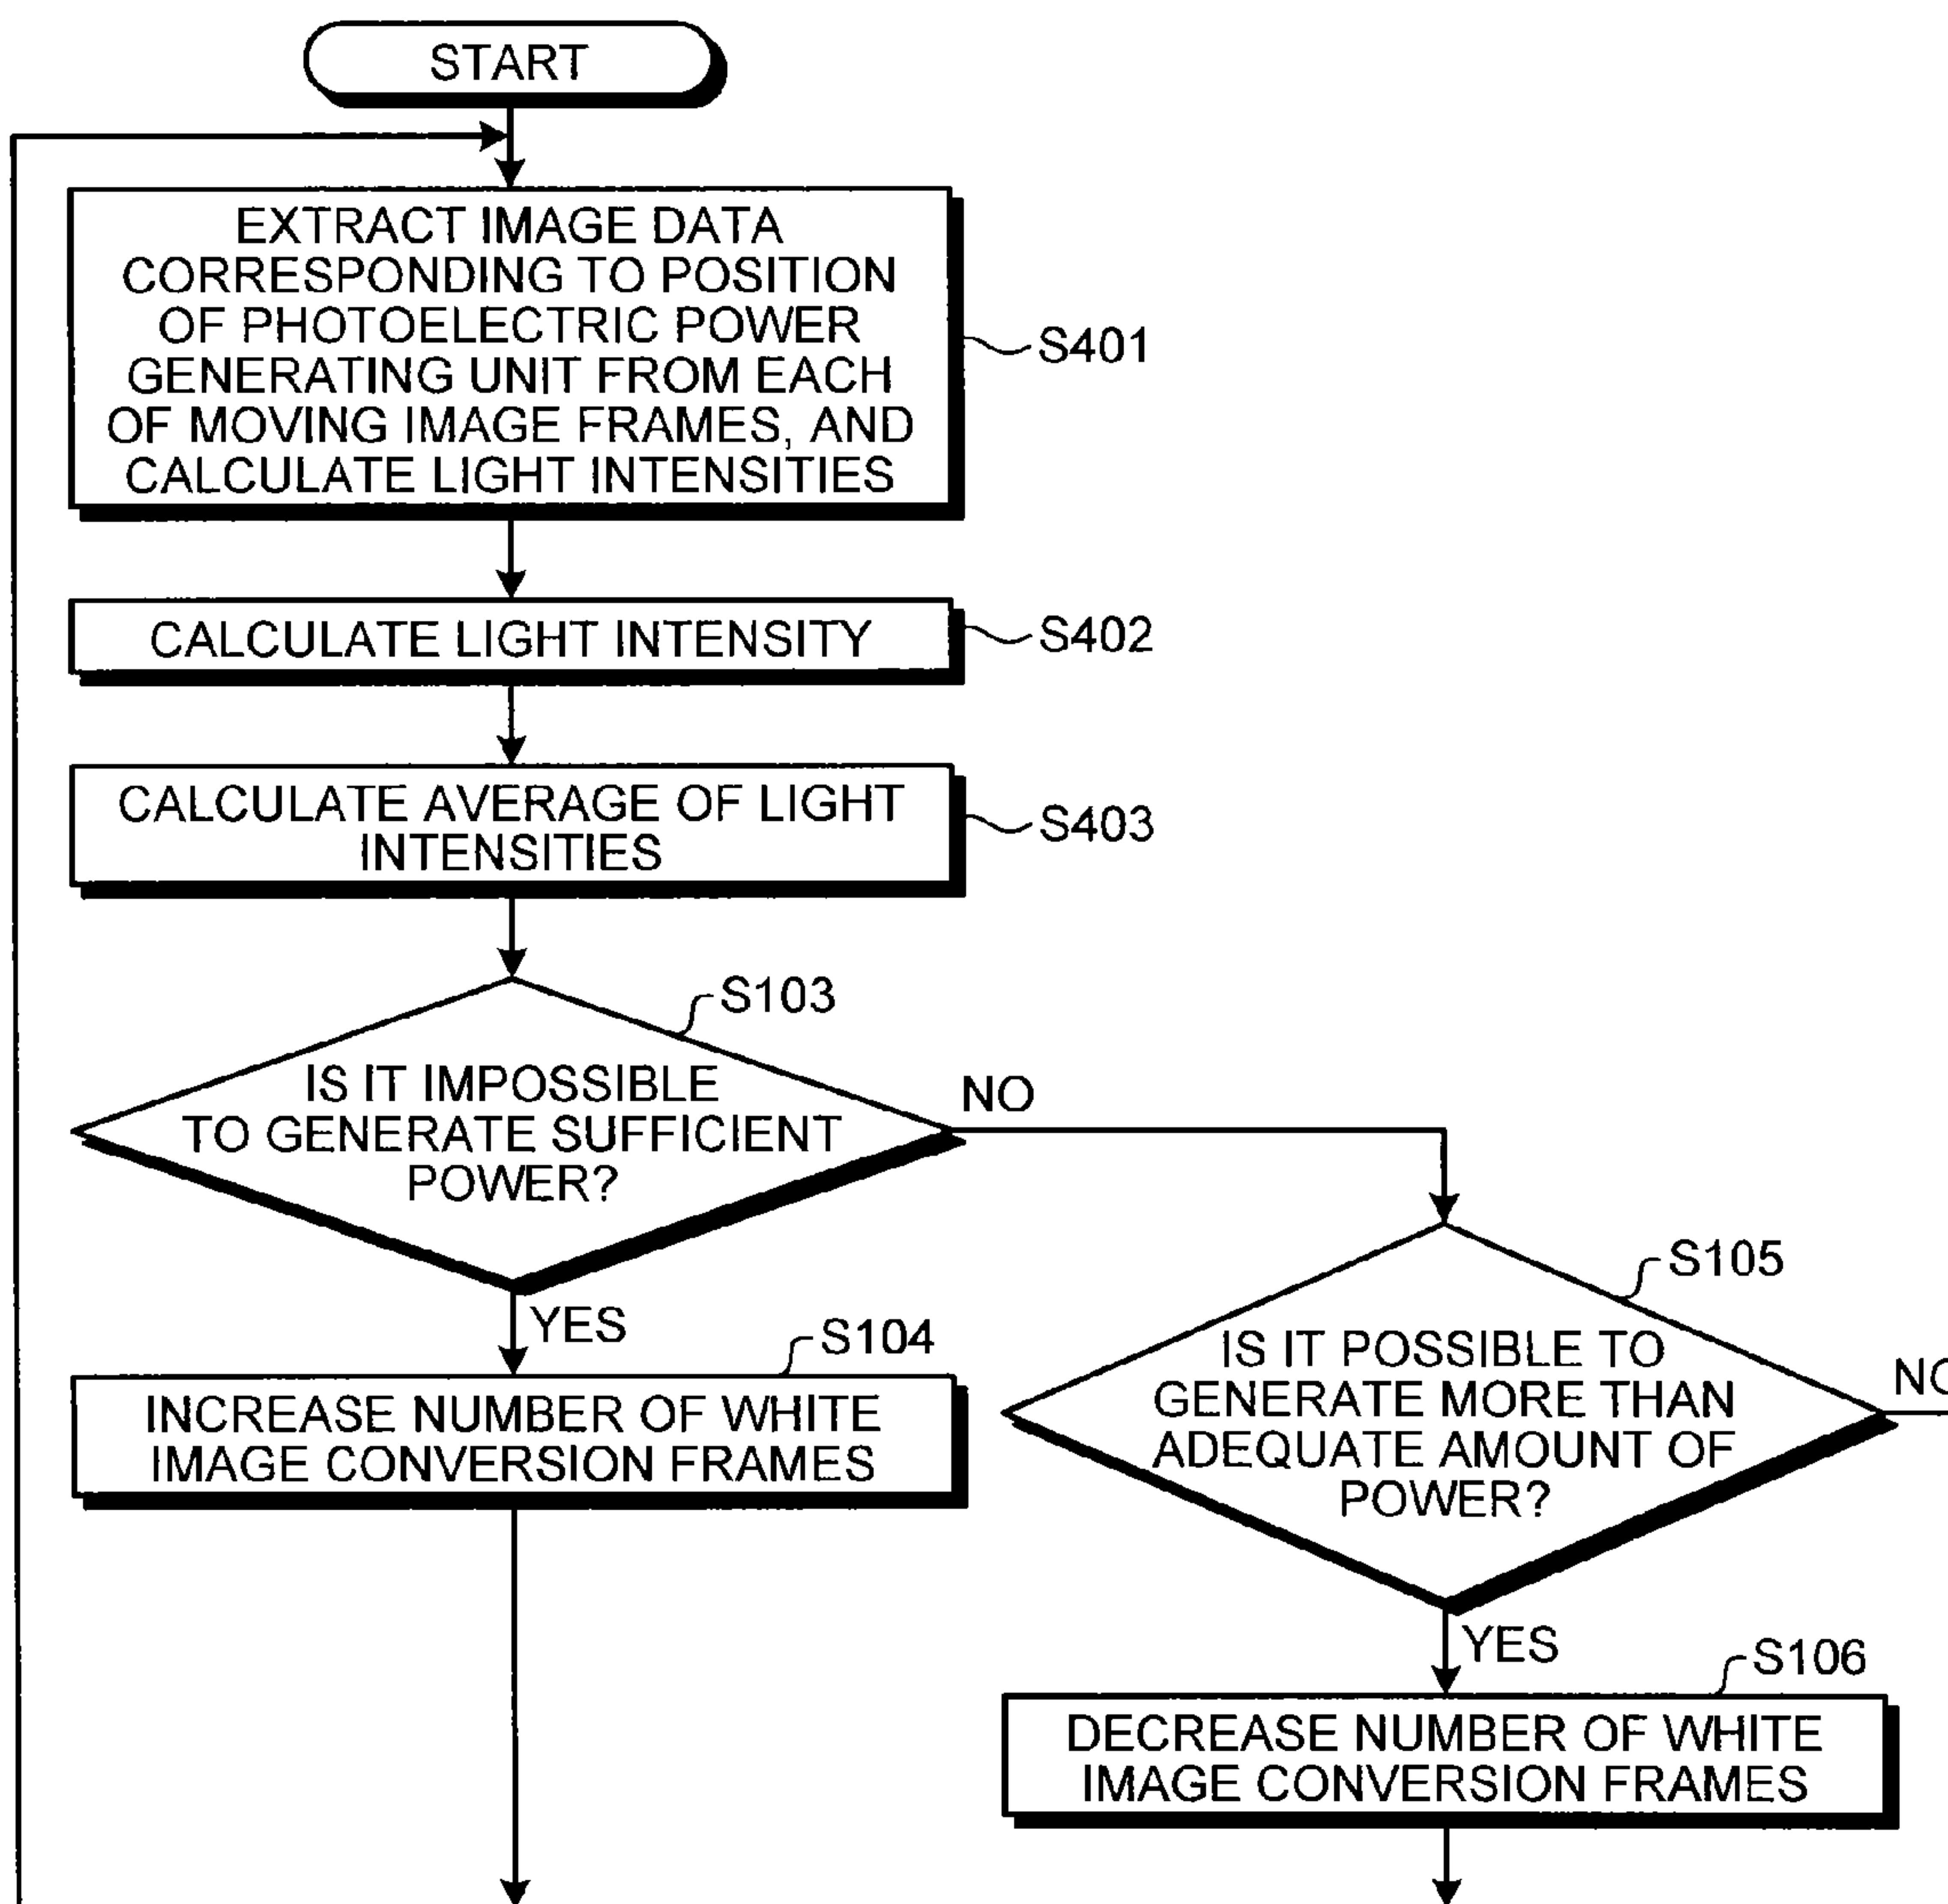 START
EXTRACT IMAGE DATA
CORRESPONDING TO POSITION
OF PHOTOELECTRIC POWER
GENERATING UNIT FROM EACH
OF MOVING IMAGE FRAMES, AND
CALCULATE LIGHT INTENSITIES
S401
CALCULATE LIGHT INTENSITY
S402
CALCULATE AVERAGE OF LIGHT
INTENSITIES
S403
S103
IS IT IMPOSSIBLE
TO GENERATE SUFFICIENT
POWER?
NO
YES
S104
INCREASE NUMBER OF WHITE
IMAGE CONVERSION FRAMES
S105
IS IT POSSIBLE TO
GENERATE MORE THAN
ADEQUATE AMOUNT OF
POWER?
NO
YES
S106
DECREASE NUMBER OF WHITE
IMAGE CONVERSION FRAMES